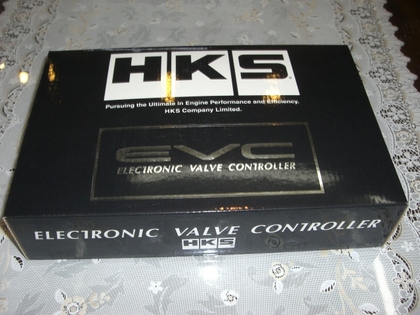 HKS
Pursuing the Ultimate in Engine Performance and Efficiency.
HKS Company Limited.
EVC
ELECTRONIC VALVE CONTROLLER
ELECTRONIC VALVE CONTROLLER
HKS